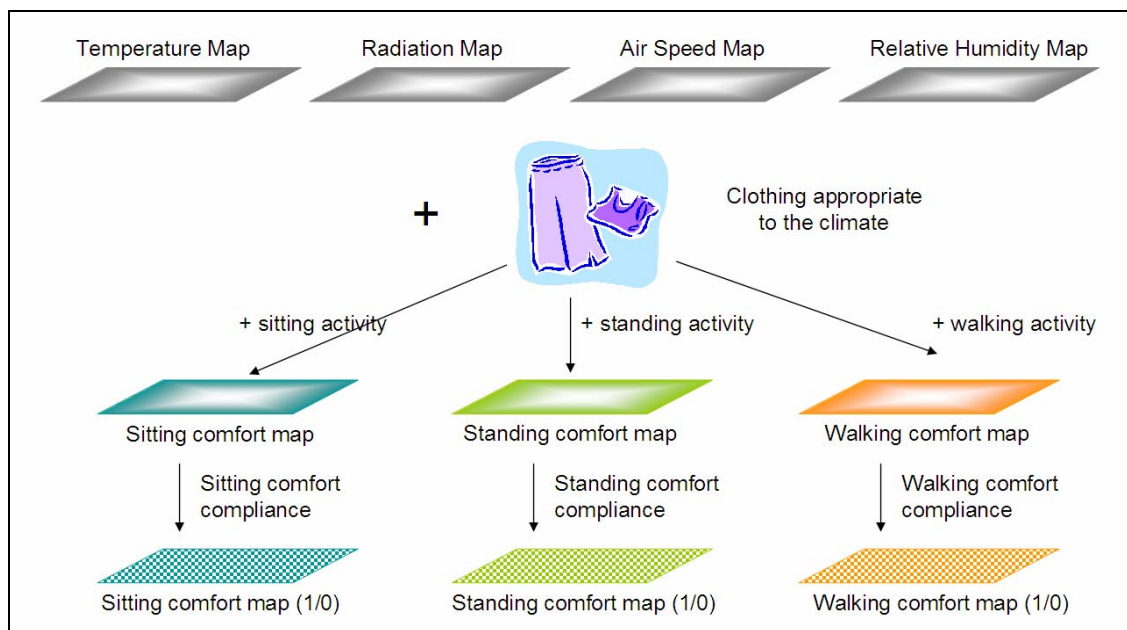 Temperature Map
Radiation Map
Air Speed Map
Relative Humidity Map
+
Clothing appropriate
to the climate
+ sitting activity
+ standing activity
+ walking activity
Sitting comfort map
Standing comfort map
Walking comfort map
Sitting comfort
compliance
Standing comfort
compliance
Walking comfort
compliance
Sitting comfort map (1/0)
Standing comfort map (1/0)
Walking comfort map (1/0)